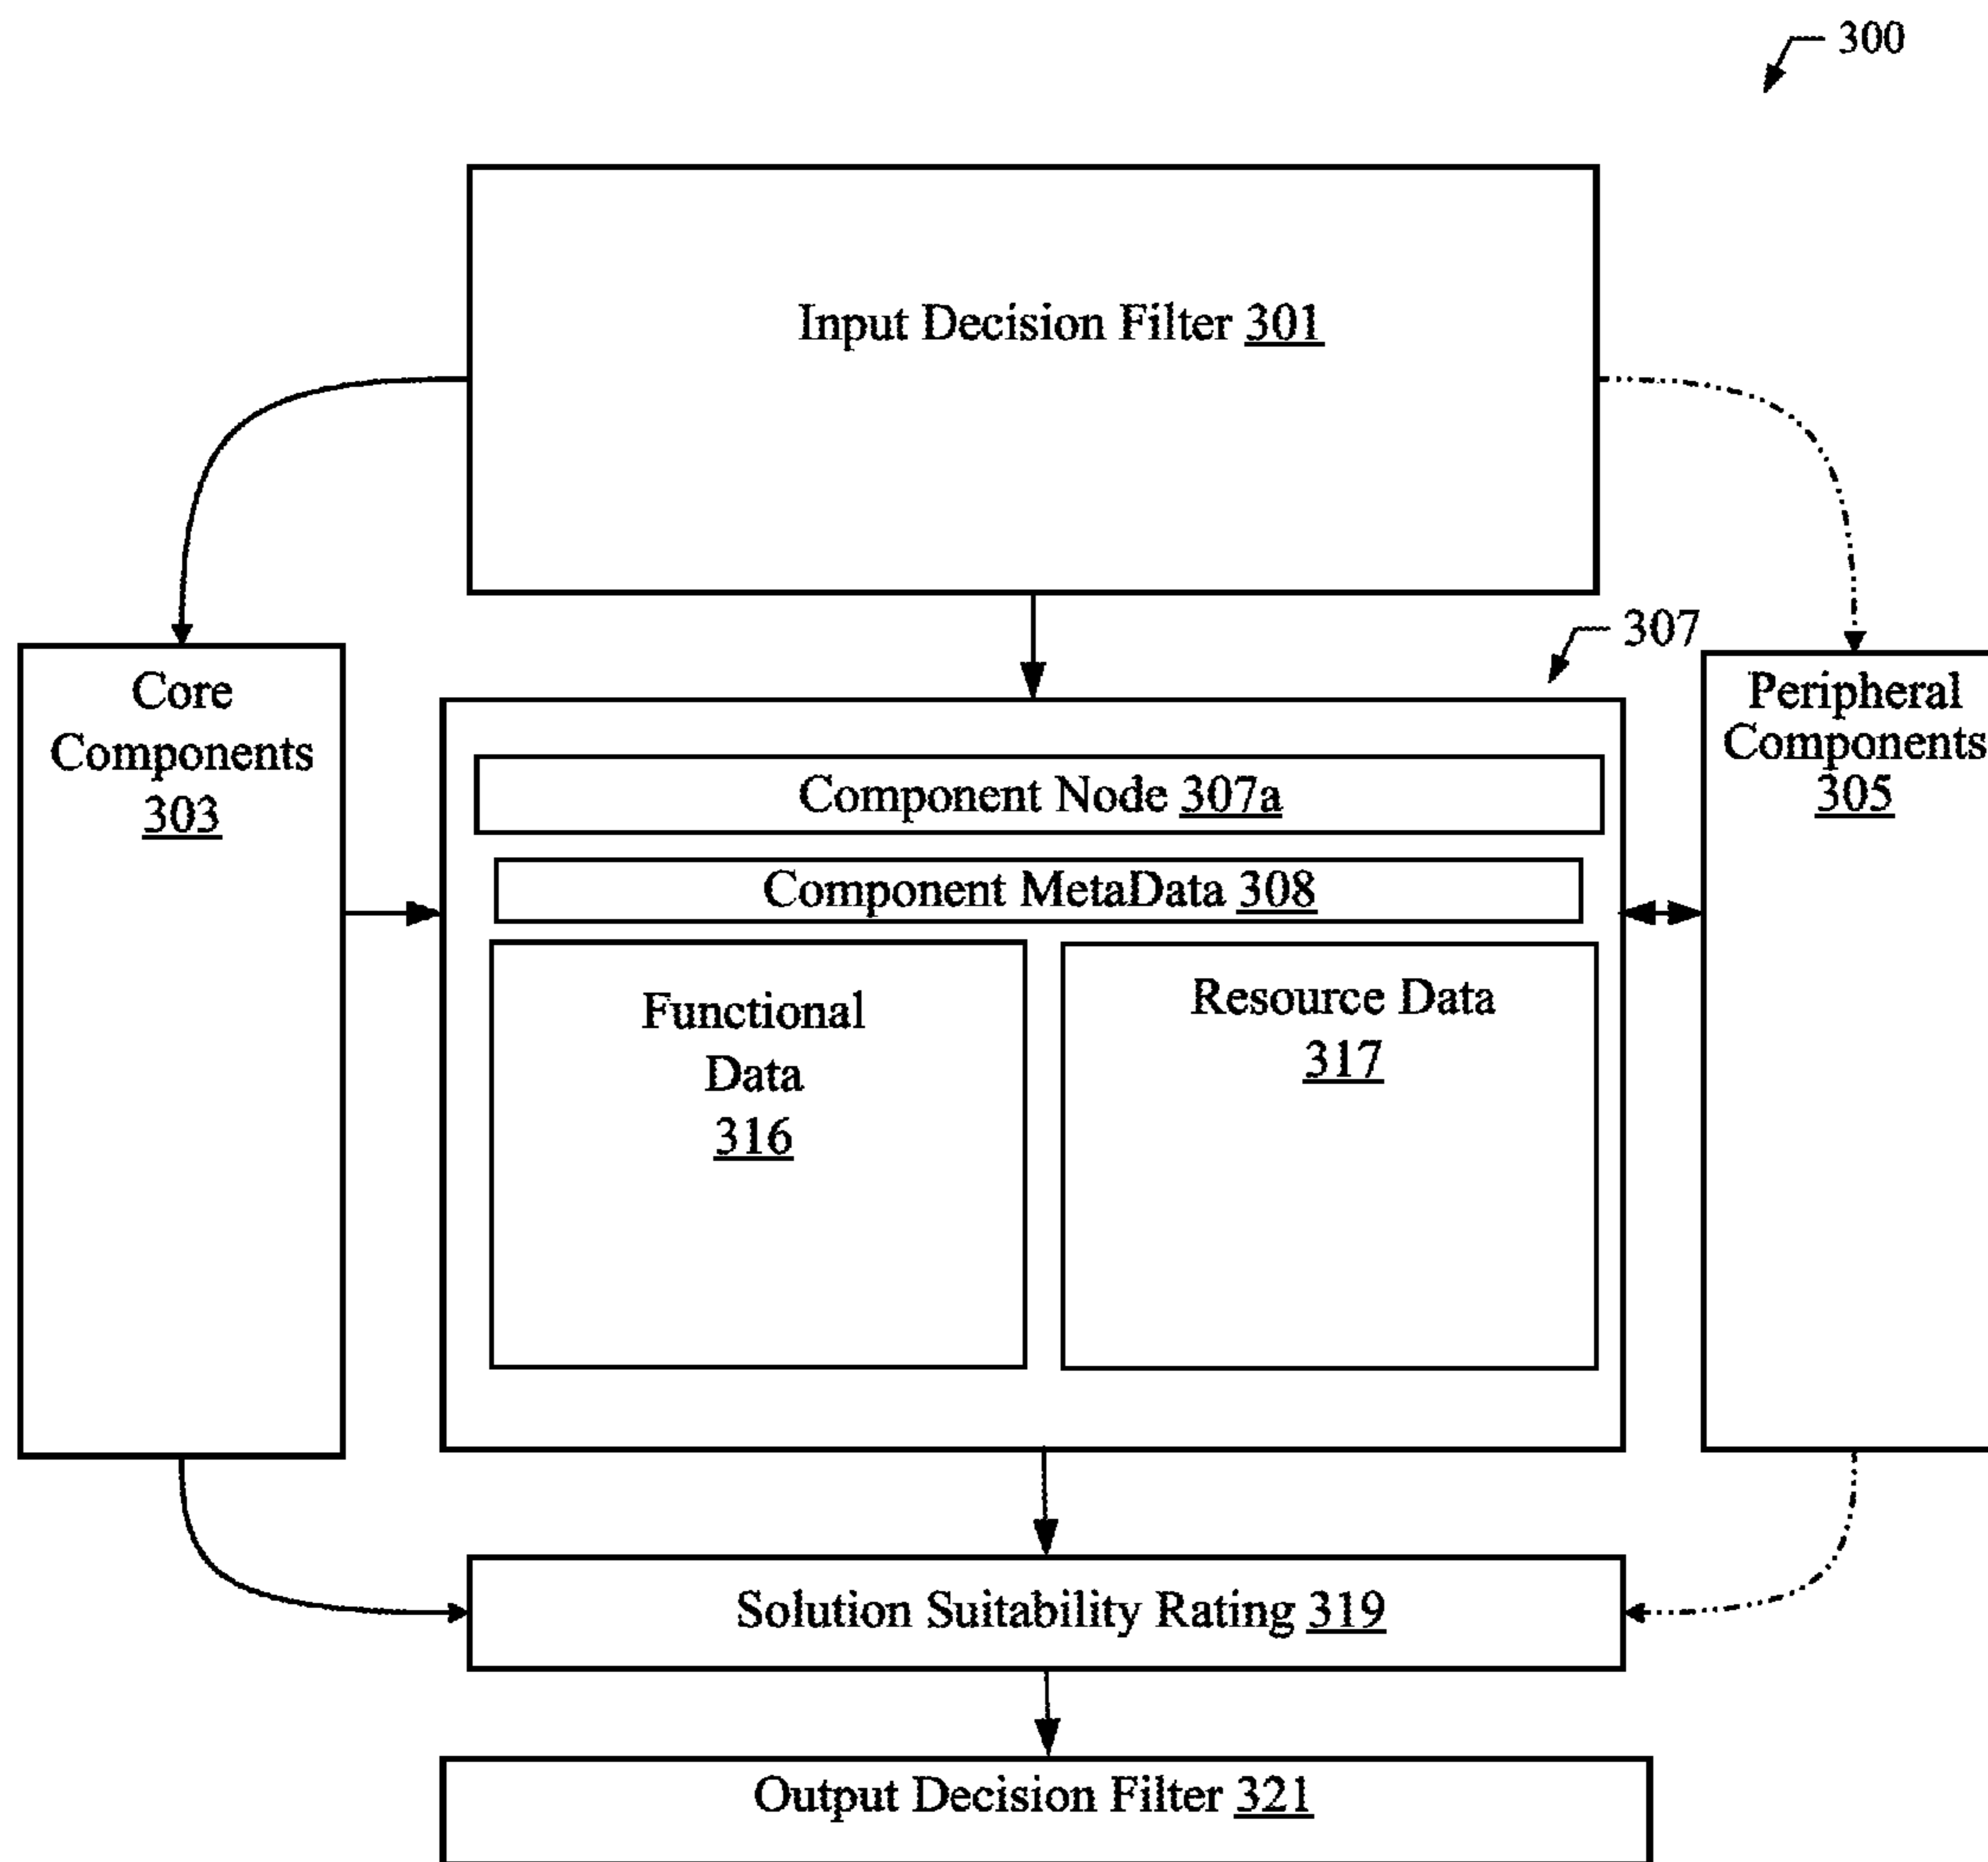 300
Input Decision Filter 301
307
Core
Components
303
Peripheral
Components
305
Component Node 307a
Component MetaData 308
Functional
Data
316
Resource Data
317
Solution Suitability Rating 319
Output Decision Filter 321